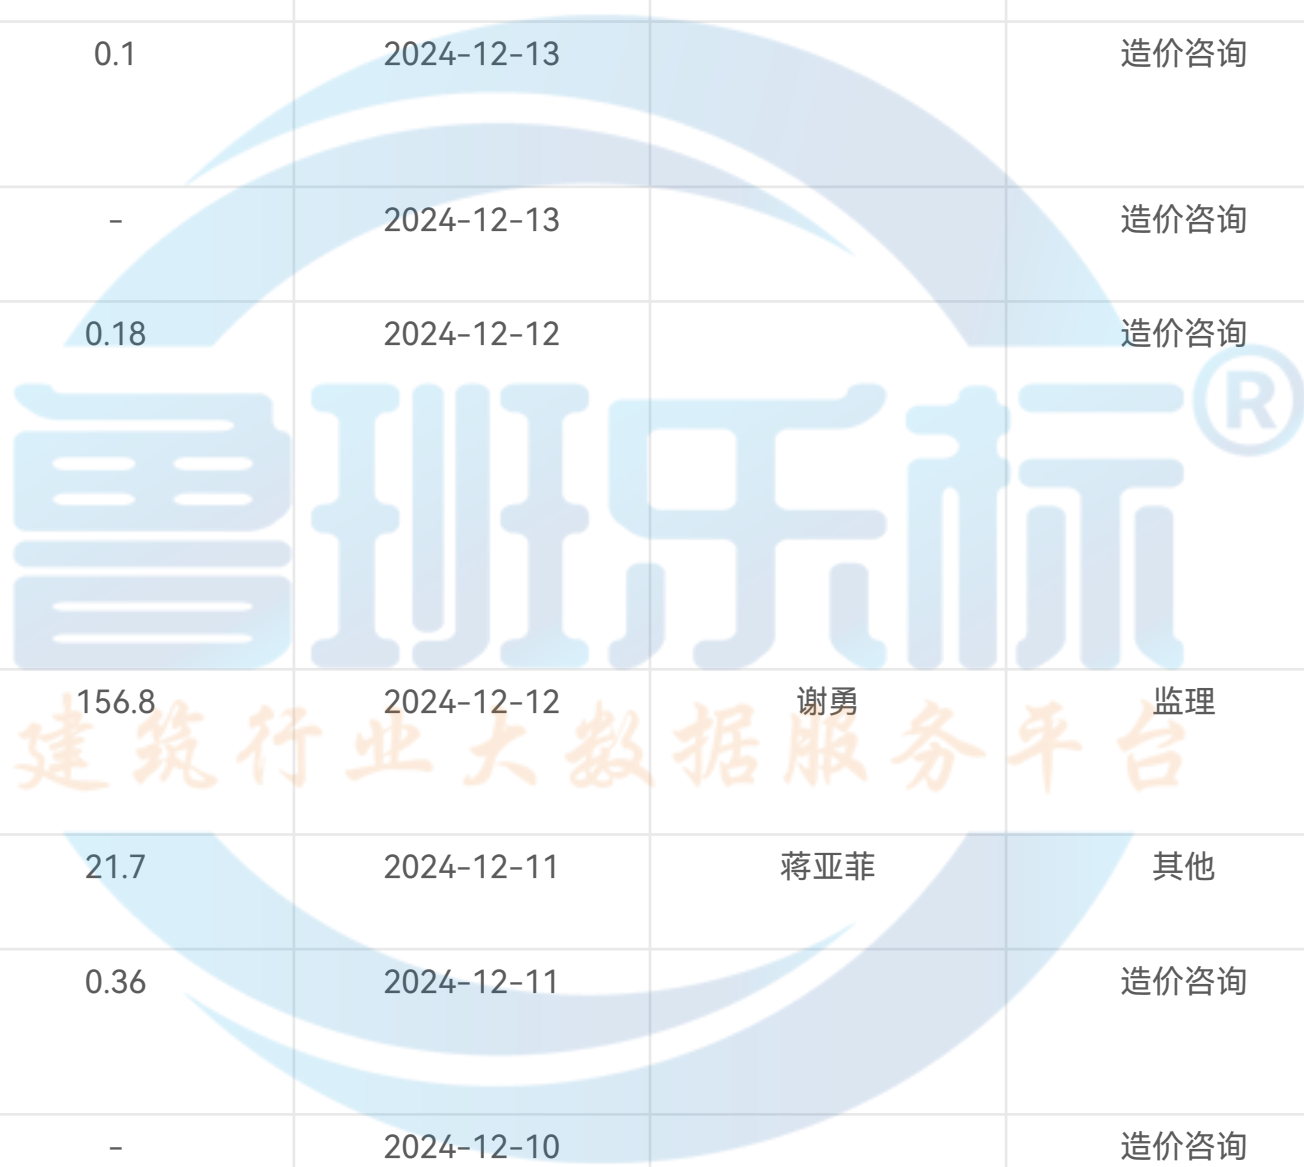 0.1 2024-12-13 造价咨询
- 2024-12-13 造价咨询
0.18 2024-12-12 造价咨询
鲁班乐标®
156.8 2024-12-12 谢勇 监理
建筑行业大数据服务平台
21.7 2024-12-11 蒋亚菲 其他
0.36 2024-12-11 造价咨询
- 2024-12-10 造价咨询